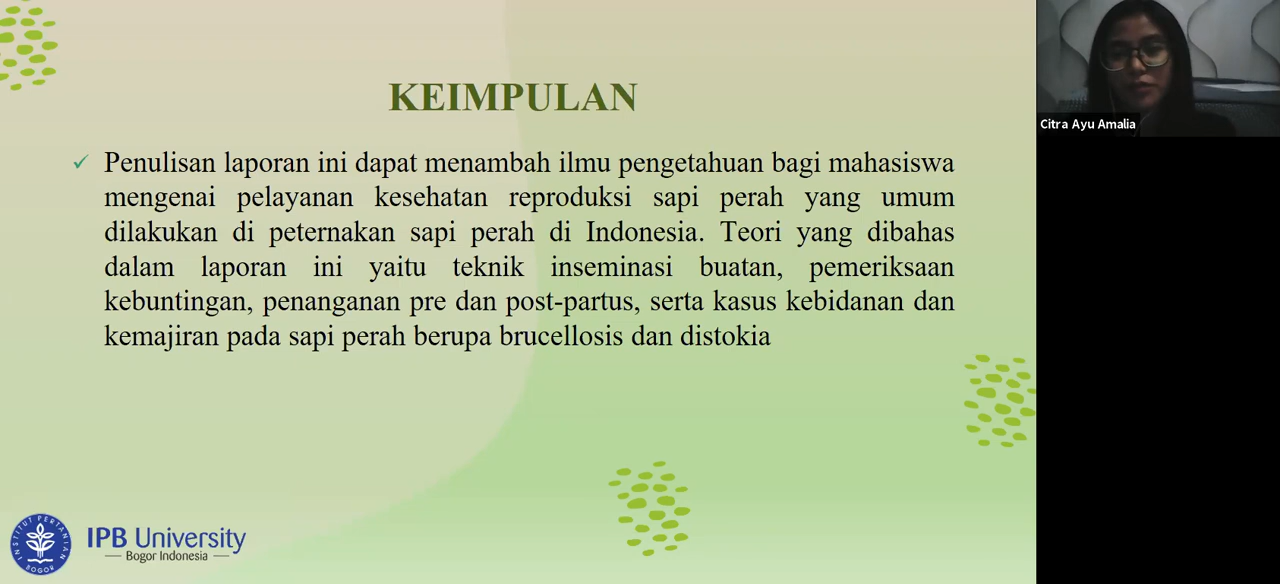 KEIMPULAN
Penulisan laporan ini dapat menambah ilmu pengetahuan bagi mahasiswa
mengenai pelayanan kesehatan reproduksi sapi perah yang umum
dilakukan di peternakan sapi perah di Indonesia. Teori yang dibahas
dalam laporan ini yaitu teknik inseminasi buatan, pemeriksaan
kebuntingan, penanganan pre dan post-partus, serta kasus kebidanan dan
kemajiran pada sapi perah berupa brucellosis dan distokia
Citra Ayu Amalia
INSTITUT PERTANIAN
BOGOR
IPB University
Bogor Indonesia